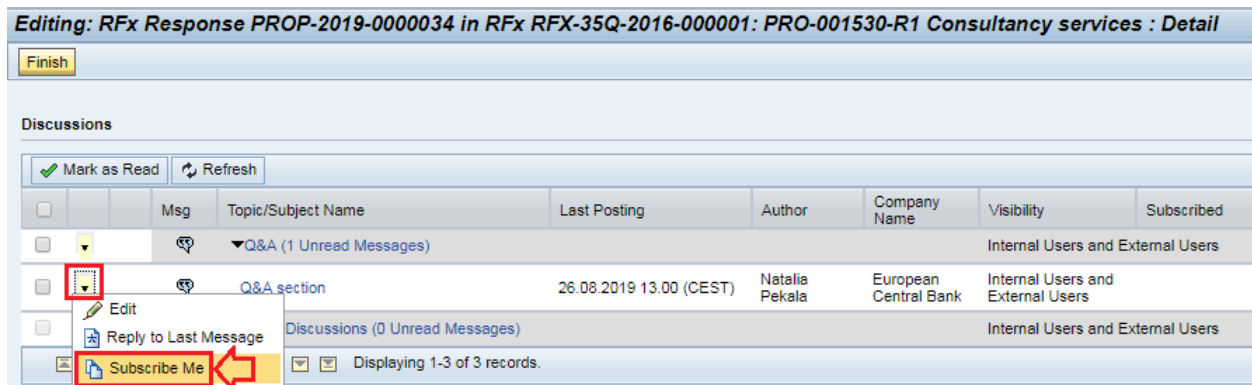 Editing: RFx Response PROP-2019-0000034 in RFx RFX-35Q-2016-000001: PRO-001530-R1 Consultancy services : Detail
Finish
Discussions
Mark as Read Refresh
Msg Topic/Subject Name Last Posting Author Company Name Visibility Subscribed
Q&A (1 Unread Messages) Internal Users and External Users
Q&A section 26.08.2019 13.00 (CEST) Natalia Pekala European Central Bank Internal Users and External Users
Edit
Discussions (0 Unread Messages) Internal Users and External Users
Reply to Last Message
Subscribe Me Displaying 1-3 of 3 records.